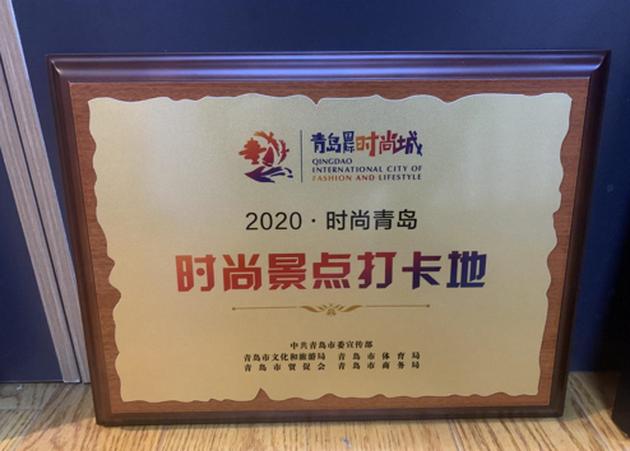 青岛国际时尚城
QINGDAO
INTERNATIONAL CITY OF
FASHION AND LIFESTYLE
2020·时尚青岛
时尚景点打卡地
中共青岛市委宣传部
青岛市文化和旅游局 青岛市体育局
青岛市贸促会 青岛市商务局